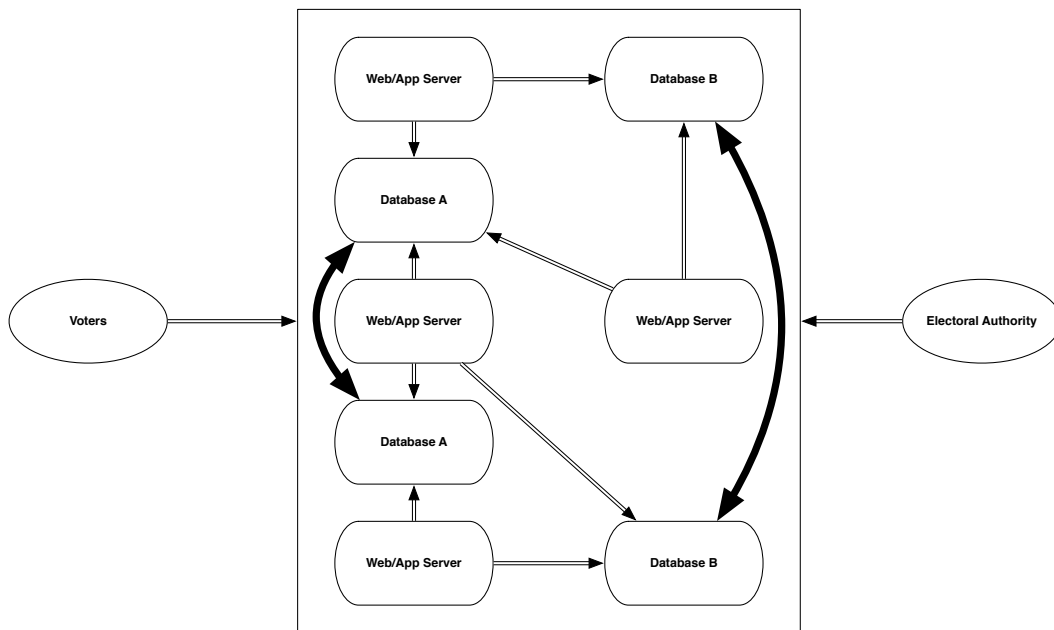 Web/App Server
Database B
Database A
Voters
Web/App Server
Web/App Server
Electoral Authority
Database A
Web/App Server
Database B